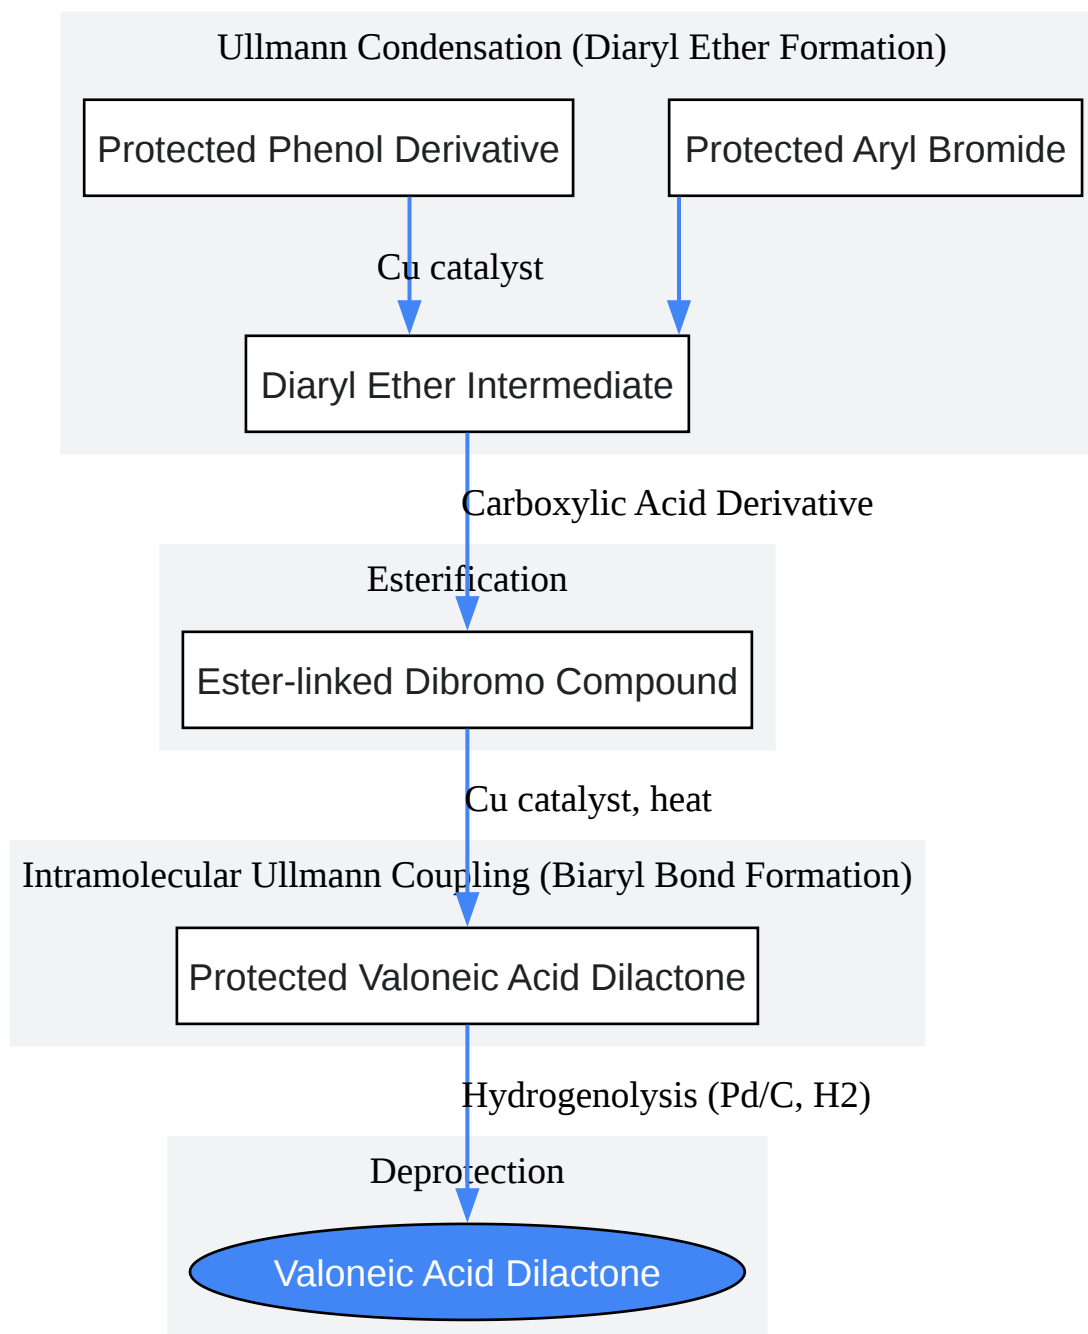 Ullmann Condensation (Diaryl Ether Formation)
Protected Phenol Derivative
Protected Aryl Bromide
Cu catalyst
Diaryl Ether Intermediate
Carboxylic Acid Derivative
Esterification
Ester-linked Dibromo Compound
Cu catalyst, heat
Intramolecular Ullmann Coupling (Biaryl Bond Formation)
Protected Valoneic Acid Dilactone
Hydrogenolysis (Pd/C, H2)
Deprotection
Valoneic Acid Dilactone